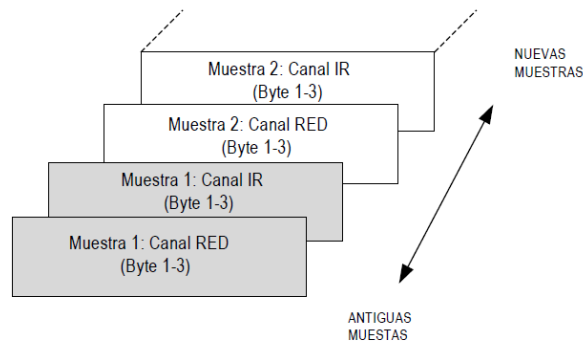 Muestra 2: Canal IR
(Byte 1-3)
Muestra 2: Canal RED
(Byte 1-3)
Muestra 1: Canal IR
(Byte 1-3)
Muestra 1: Canal RED
(Byte 1-3)
NUEVAS
MUESTRAS
ANTIGUAS
MUESTAS